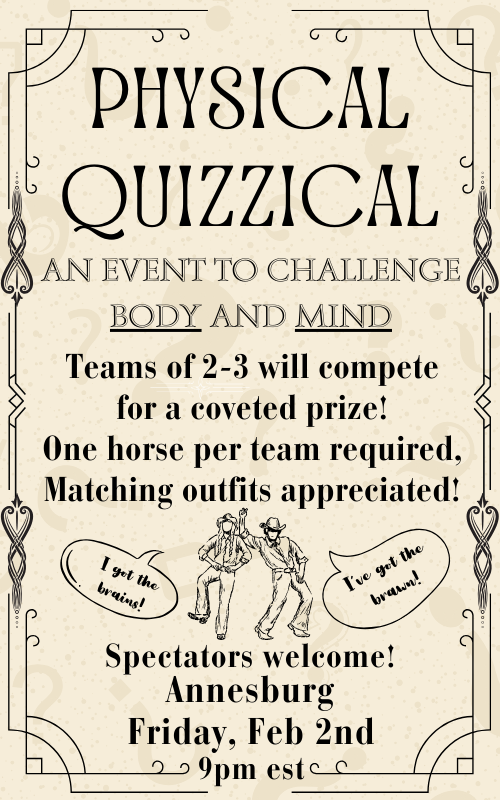 PHYSICAL
QUIZZICAL
AN EVENT TO CHALLENGE
BODY AND MIND
Teams of 2-3 will compete
for a coveted prize!
One horse per team required,
Matching outfits appreciated!
I got the
brains!
I've got the
brawn!
Spectators welcome!
Annesburg
Friday, Feb 2nd
9pm est